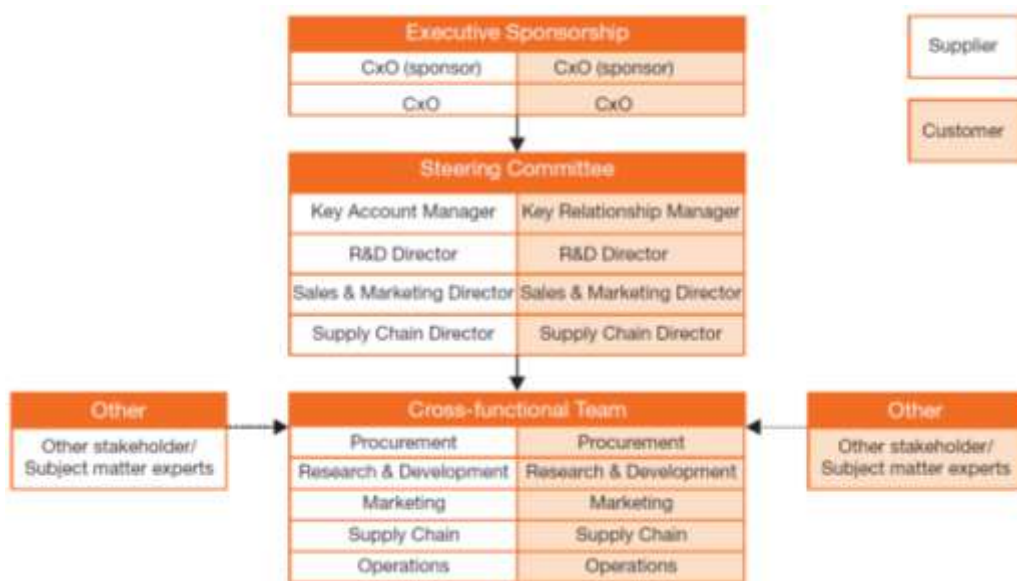 Executive Sponsorship
CxO (sponsor) CxO (sponsor)
CxO CxO
Supplier
Customer
Steering Committee
Key Account Manager Key Relationship Manager
R&D Director R&D Director
Sales & Marketing Director Sales & Marketing Director
Supply Chain Director Supply Chain Director
Other
Other stakeholder/
Subject matter experts
Cross-functional Team
Procurement Procurement
Research & Development Research & Development
Marketing Marketing
Supply Chain Supply Chain
Operations Operations
Other
Other stakeholder/
Subject matter experts